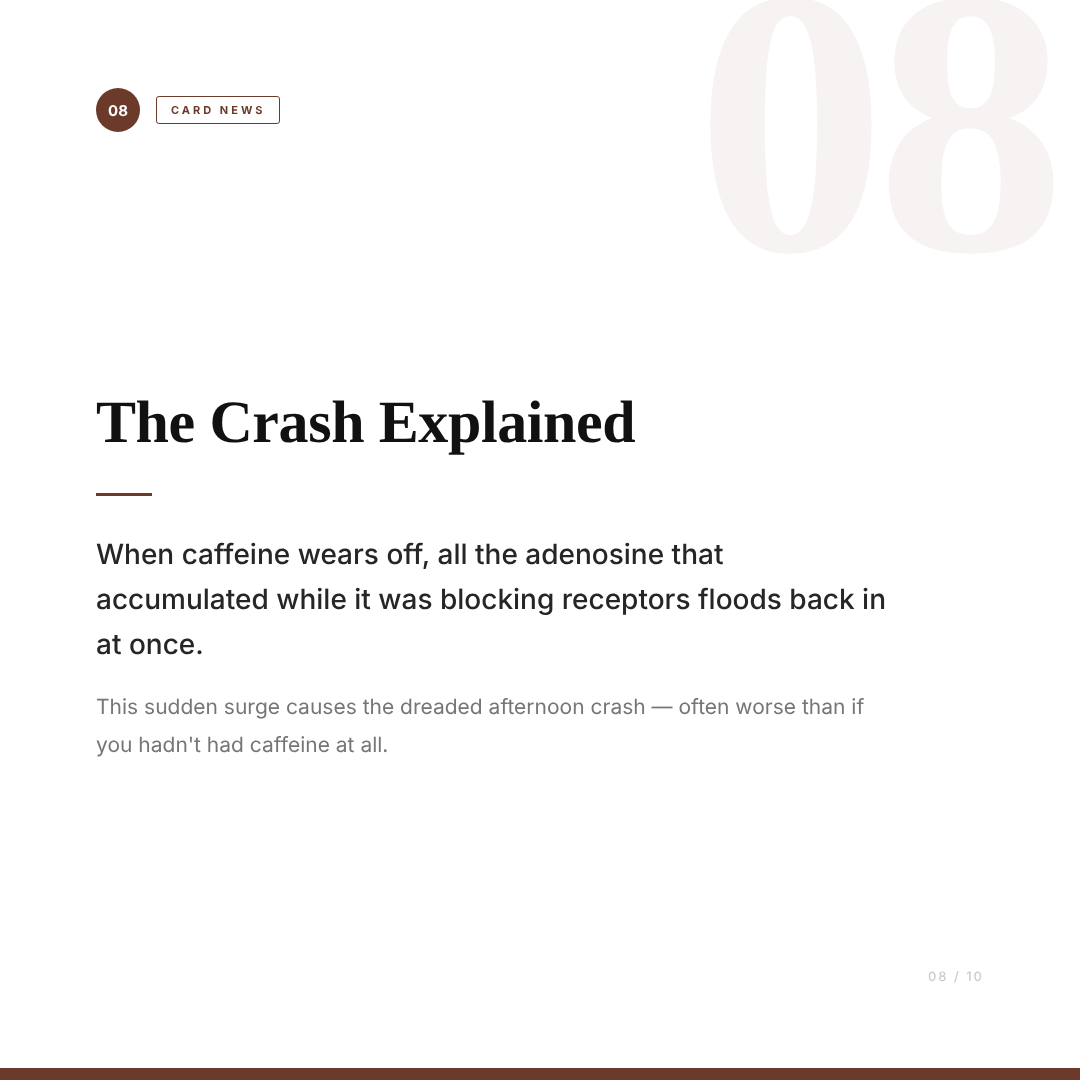 08
08
CARD NEWS
The Crash Explained
When caffeine wears off, all the adenosine that
accumulated while it was blocking receptors floods back in
at once.
This sudden surge causes the dreaded afternoon crash — often worse than if
you hadn't had caffeine at all.
08 / 10